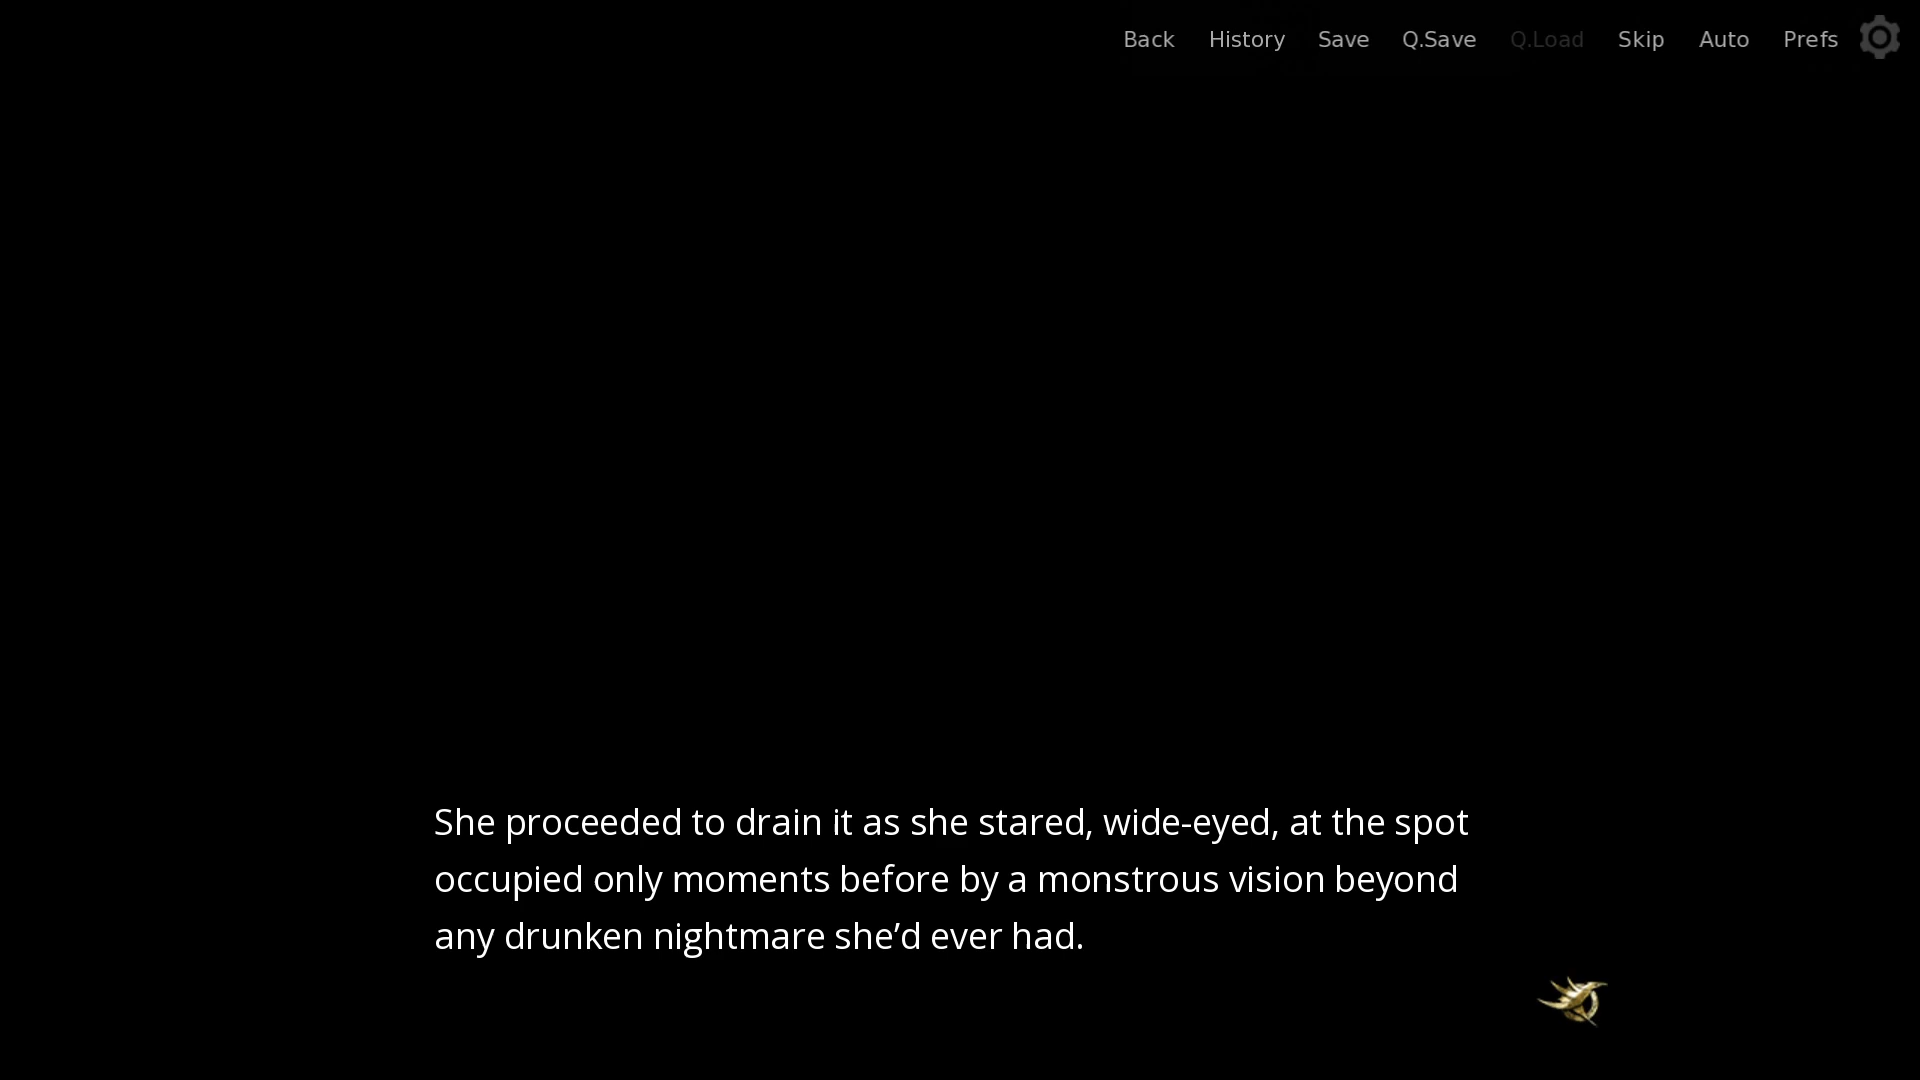 Back History Save Q.Save Q.Load Skip Auto Prefs
She proceeded to drain it as she stared, wide-eyed, at the spot
occupied only moments before by a monstrous vision beyond
any drunken nightmare she’d ever had.